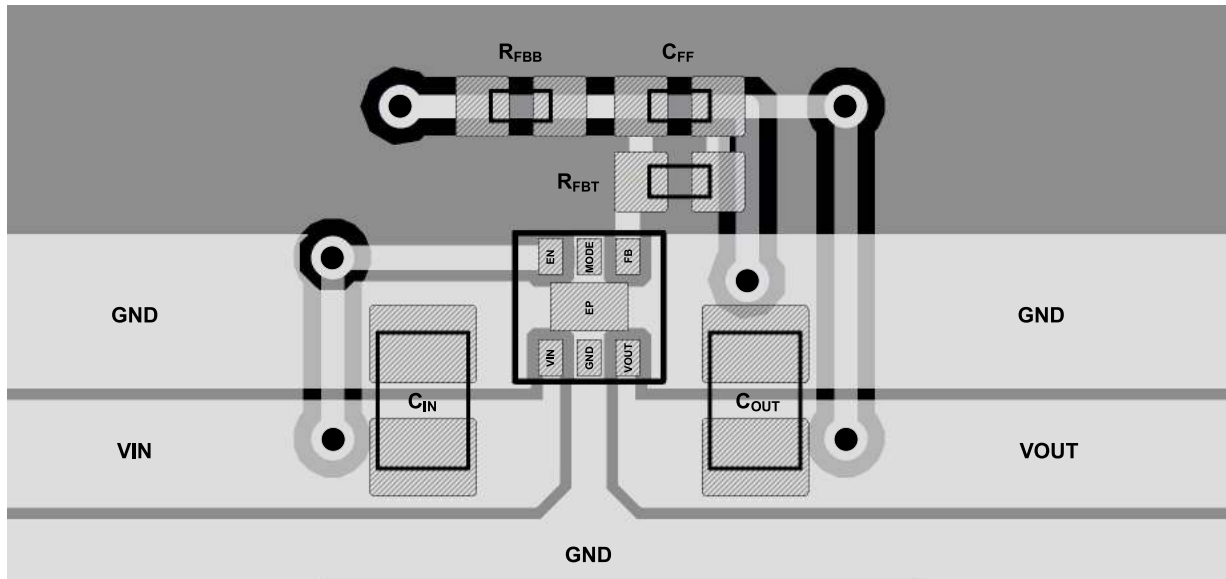 RFBB CFF
RFBT
EN MODE FB
EP
GND GND
VIN GND VOUT
CIN COUT
VIN VOUT
GND